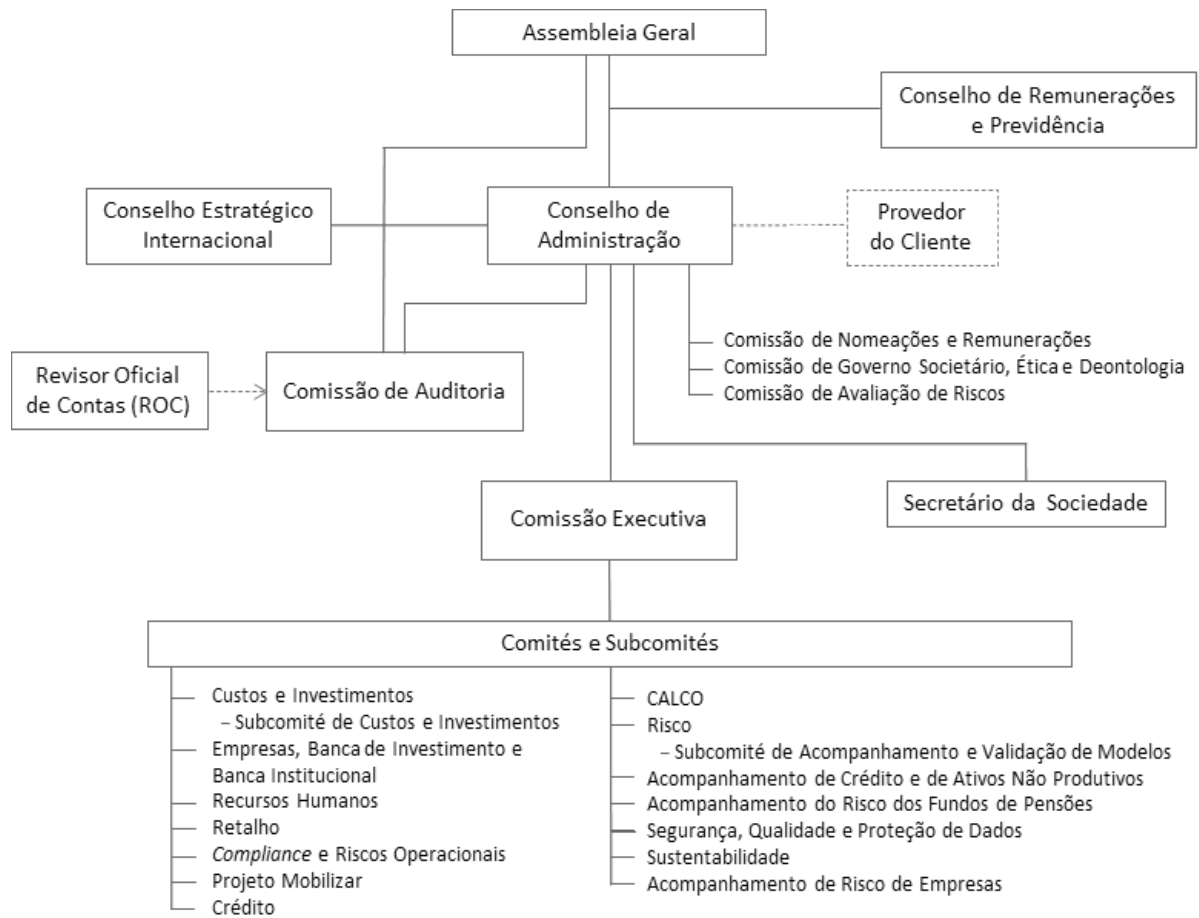 Assembleia Geral
Conselho de Remunerações
e Previdência
Conselho Estratégico
Internacional
Conselho de
Administração
Provedor
do Cliente
Comissão de Nomeações e Remunerações
Comissão de Governo Societário, Ética e Deontologia
Comissão de Avaliação de Riscos
Revisor Oficial
de Contas (ROC)
Comissão de Auditoria
Comissão Executiva
Secretário da Sociedade
Comités e Subcomités
Custos e Investimentos
– Subcomité de Custos e Investimentos
Empresas, Banca de Investimento e
Banca Institucional
Recursos Humanos
Retalho
Compliance e Riscos Operacionais
Projeto Mobilizar
Crédito
CALCO
Risco
– Subcomité de Acompanhamento e Validação de Modelos
Acompanhamento de Crédito e de Ativos Não Produtivos
Acompanhamento do Risco dos Fundos de Pensões
Segurança, Qualidade e Proteção de Dados
Sustentabilidade
Acompanhamento de Risco de Empresas